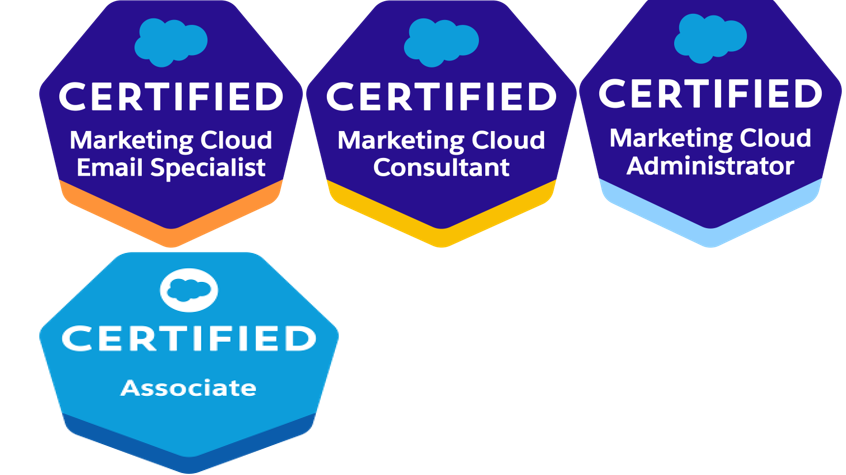 CERTIFIED
Marketing Cloud
Email Specialist
CERTIFIED
Marketing Cloud
Consultant
CERTIFIED
Marketing Cloud
Administrator
CERTIFIED
Associate